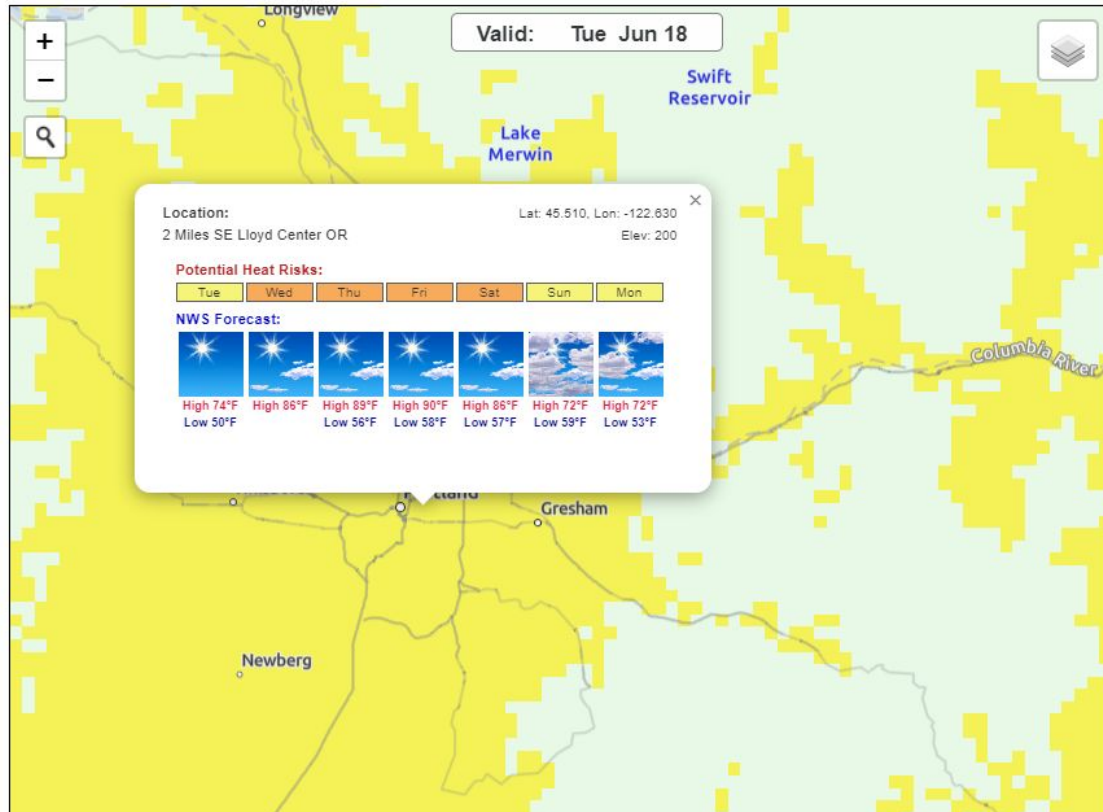 Longview
+
−
Valid: Tue Jun 18
Swift
Reservoir
Lake
Merwin
×
Location:
Lat: 45.510, Lon: -122.630
2 Miles SE Lloyd Center OR
Elev: 200
Potential Heat Risks:
Tue Wed Thu Fri Sat Sun Mon
NWS Forecast:
High 74°F High 86°F High 89°F High 90°F High 86°F High 72°F High 72°F
Low 50°F Low 56°F Low 58°F Low 57°F Low 59°F Low 53°F
Columbia River
Portland
Gresham
Newberg